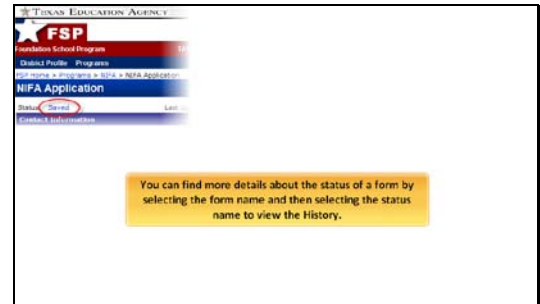 TEXAS EDUCATION AGENCY
FSP
Foundation School Program
District Profile Programs
FSP Home > Programs > NIFA > NIFA Application
NIFA Application
Status: Saved
Contact Information
You can find more details about the status of a form by
selecting the form name and then selecting the status
name to view the History.